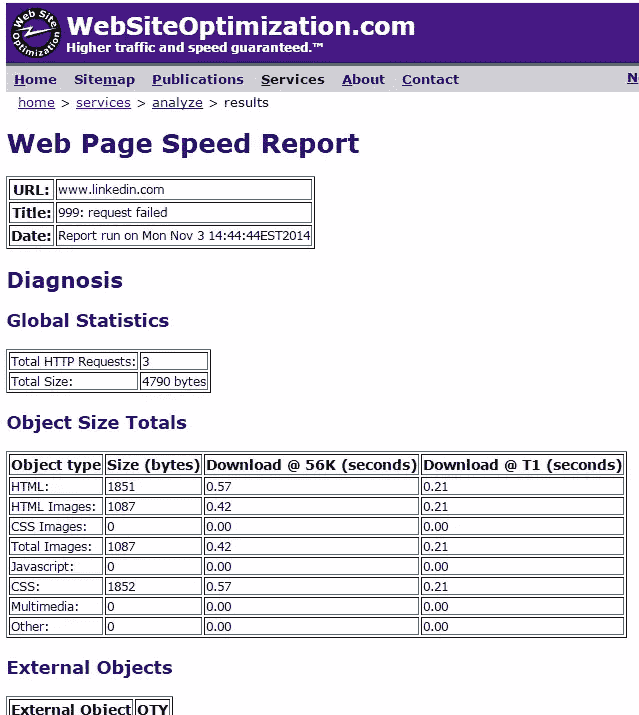 Web Site Optimization
WebSiteOptimization.com
Higher traffic and speed guaranteed.™
Home Sitemap Publications Services About Contact N
home > services > analyze > results
Web Page Speed Report
URL: www.linkedin.com
Title: 999: request failed
Date: Report run on Mon Nov 3 14:44:44EST2014
Diagnosis
Global Statistics
Total HTTP Requests: 3
Total Size: 4790 bytes
Object Size Totals
Object type Size (bytes) Download @ 56K (seconds) Download @ T1 (seconds)
HTML: 1851 0.57 0.21
HTML Images: 1087 0.42 0.21
CSS Images: 0 0.00 0.00
Total Images: 1087 0.42 0.21
Javascript: 0 0.00 0.00
CSS: 1852 0.57 0.21
Multimedia: 0 0.00 0.00
Other: 0 0.00 0.00
External Objects
External Object QTY